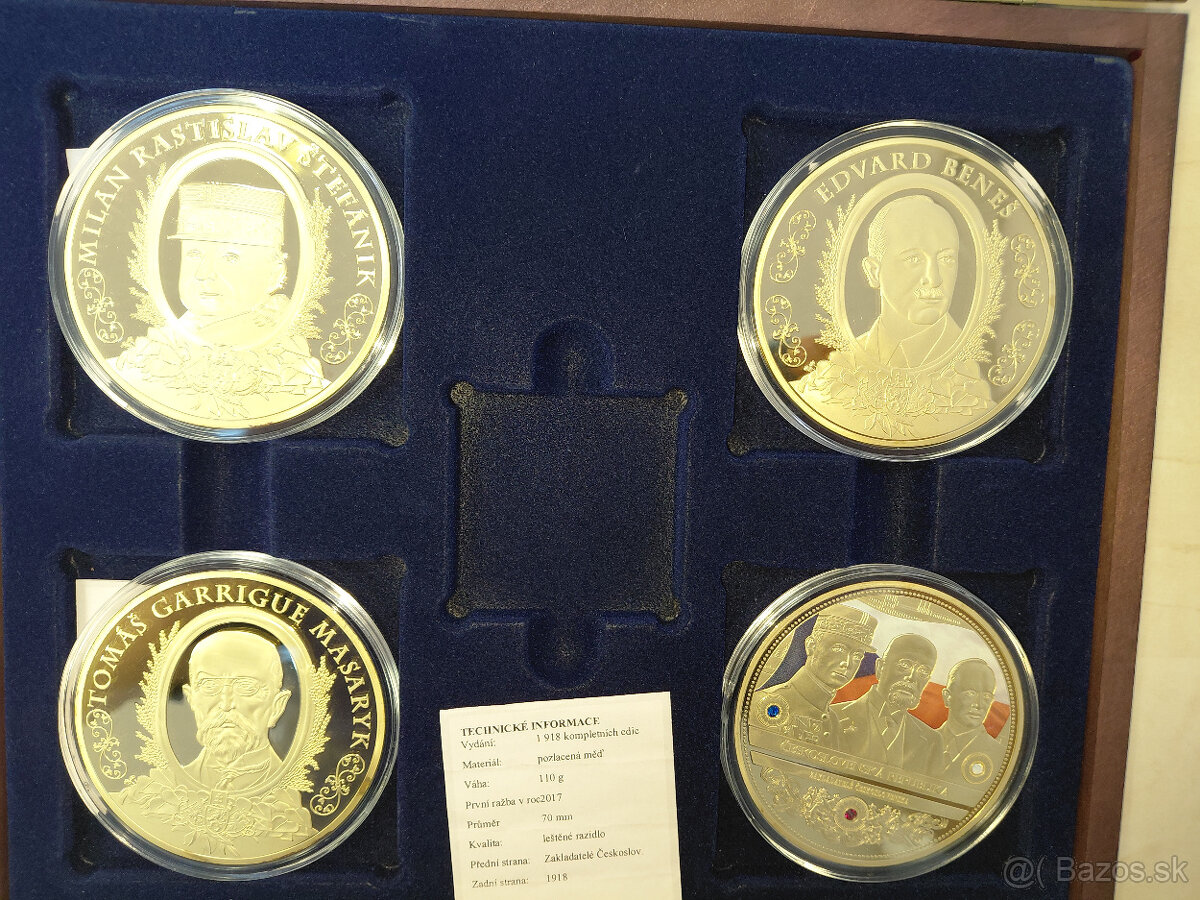 MILAN RASTISLAV ŠTEFÁNIK
EDVARD BENEŠ
TOMÁŠ GARRIGUE MASARYK
ČESKOSLOVENSKÁ REPUBLIKA
TECHNICKÉ INFORMACE
Vydání: 1 918 kompletních edic
Materiál: pozlacená měď
Váha: 110 g
První ražba v roc2017
Průměr 70 mm
Kvalita: leštěné razidlo
Přední strana: Zakladatelé Českoslov
Zadní strana: 1918
@( Bazos.sk